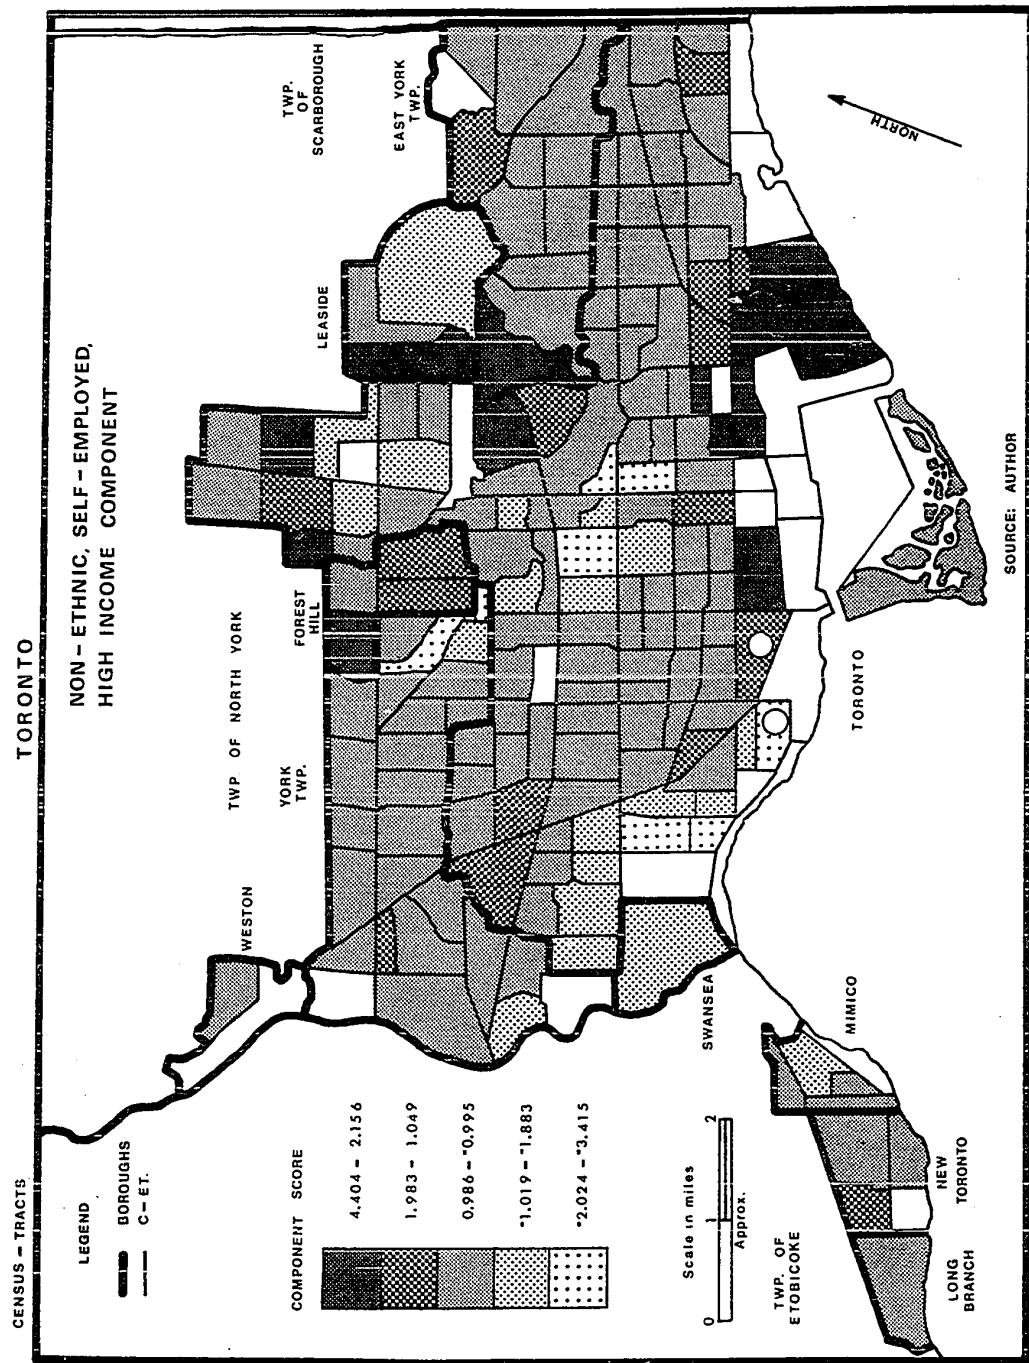 CENSUS – TRACTS
TORONTO
NON – ETHNIC, SELF – EMPLOYED,
HIGH INCOME COMPONENT
LEGEND
BOROUGHS
C – ET.
COMPONENT SCORE
4.404 – 2.156
1.983 – 1.049
0.986 – -0.995
-1.019 – -1.883
-2.024 – -3.415
Scale in miles
0 1 2
Approx.
TWP. OF
ETOBICOKE
LONG
BRANCH
NEW
TORONTO
MIMICO
SWANSEA
WESTON
YORK
TWP.
TWP. OF NORTH YORK
FOREST
HILL
LEASIDE
TWP.
OF
SCARBOROUGH
EAST YORK
TWP.
TORONTO
NORTH
SOURCE: AUTHOR